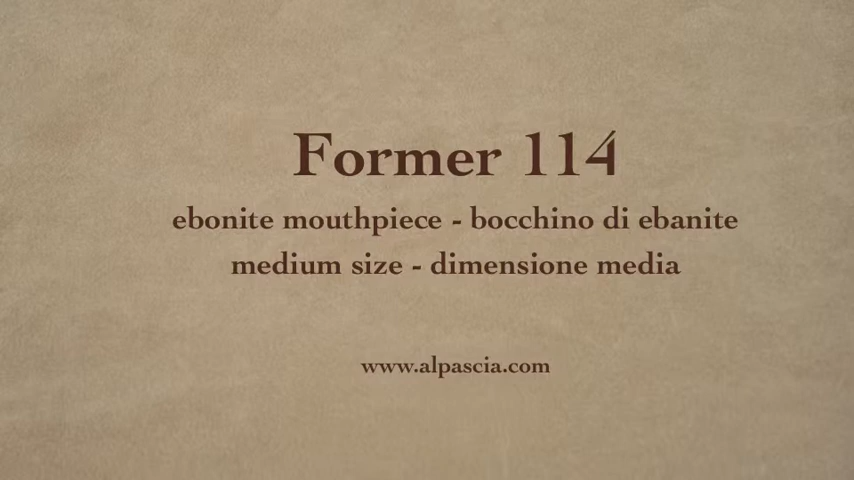 Former 114
ebonite mouthpiece - bocchino di ebanite
medium size - dimensione media
www.alpascia.com